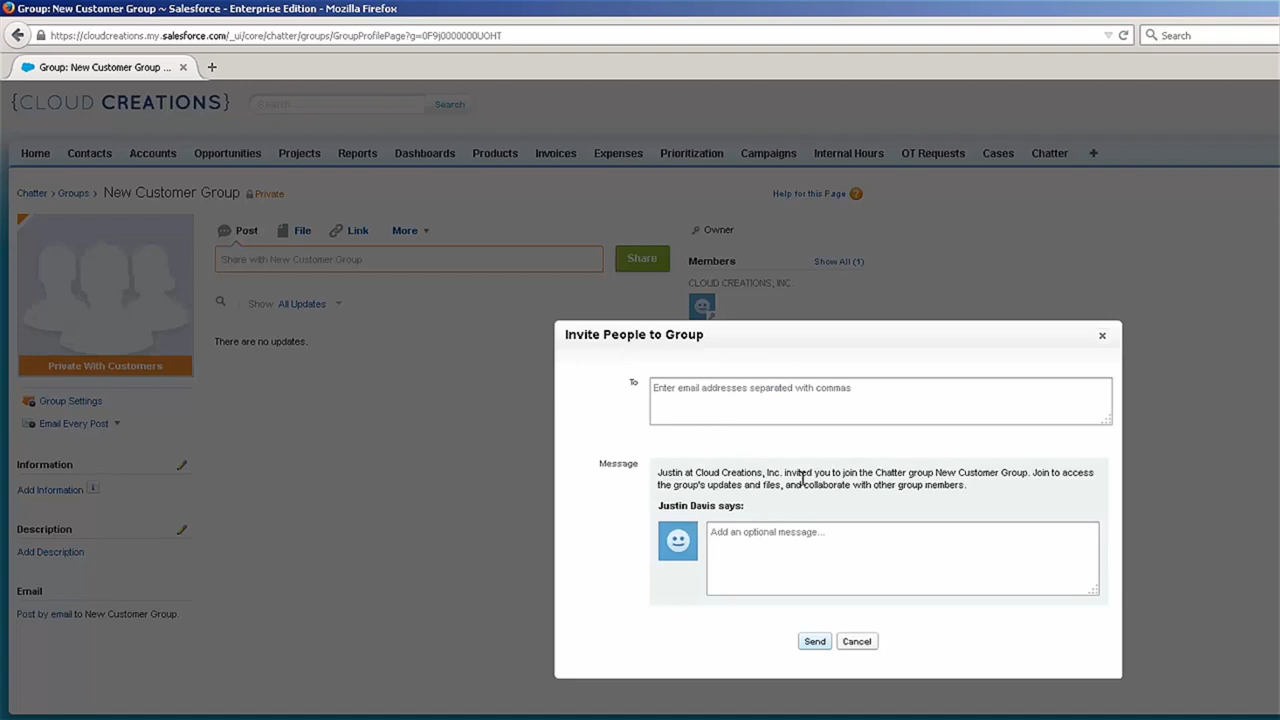 Group: New Customer Group ~ Salesforce - Enterprise Edition - Mozilla Firefox
https://cloudcreations.my.salesforce.com/_ui/core/chatter/groups/GroupProfilePage?g=0F9j0000000UOHT
Search
Group: New Customer Group ...
{CLOUD CREATIONS}
Search...
Search
Home Contacts Accounts Opportunities Projects Reports Dashboards Products Invoices Expenses Prioritization Campaigns Internal Hours OT Requests Cases Chatter +
Chatter > Groups > New Customer Group Private
Help for this Page ?
Post File Link More
Owner
Share with New Customer Group
Share
Members Show All (1)
CLOUD CREATIONS, INC.
Show All Updates
There are no updates.
Private With Customers
Group Settings
Email Every Post
Information
Add Information i
Description
Add Description
Email
Post by email to New Customer Group.
Invite People to Group
To
Enter email addresses separated with commas
Message
Justin at Cloud Creations, Inc. invited you to join the Chatter group New Customer Group. Join to access
the group's updates and files, and collaborate with other group members.
Justin Davis says:
Add an optional message...
Send
Cancel